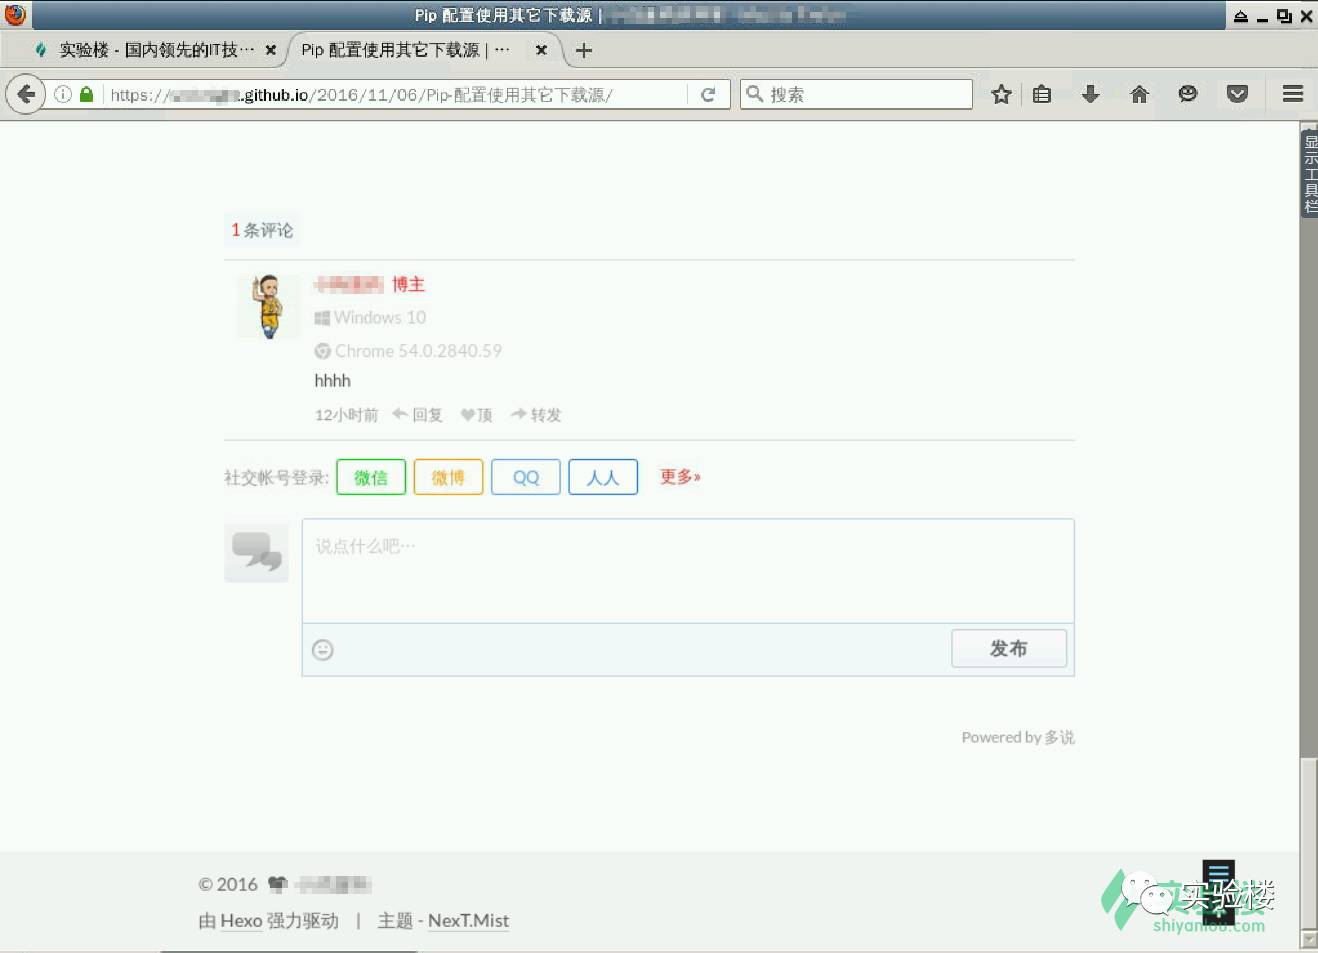 Pip 配置使用其它下载源 |
实验楼 - 国内领先的IT技…
Pip 配置使用其它下载源 | …
https:// .github.io/2016/11/06/Pip-配置使用其它下载源/
搜索
显示工具栏
1 条评论
博主
Windows 10
Chrome 54.0.2840.59
hhhh
12小时前 回复 顶 转发
社交帐号登录: 微信 微博 QQ 人人 更多»
说点什么吧…
发布
Powered by 多说
© 2016
由 Hexo 强力驱动 | 主题 - NexT.Mist
实验楼
shiyanlou.com